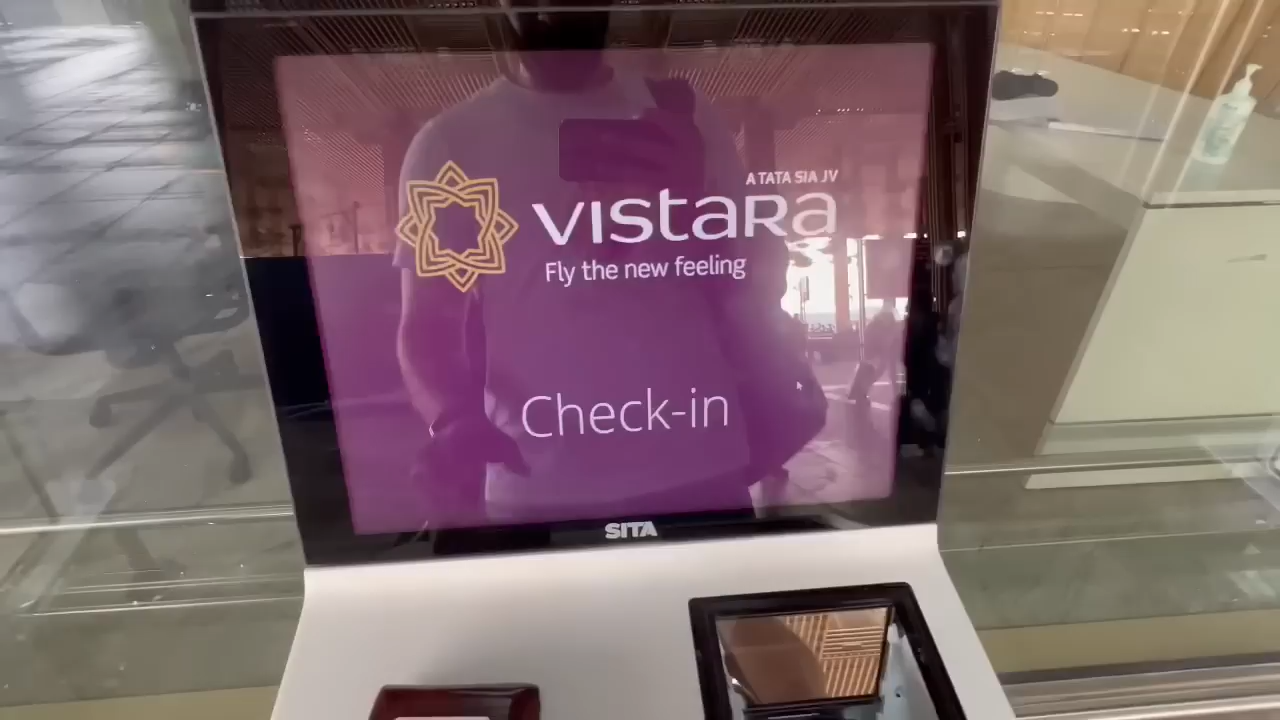 A TATA SIA JV
vistara
Fly the new feeling
Check-in
SITA